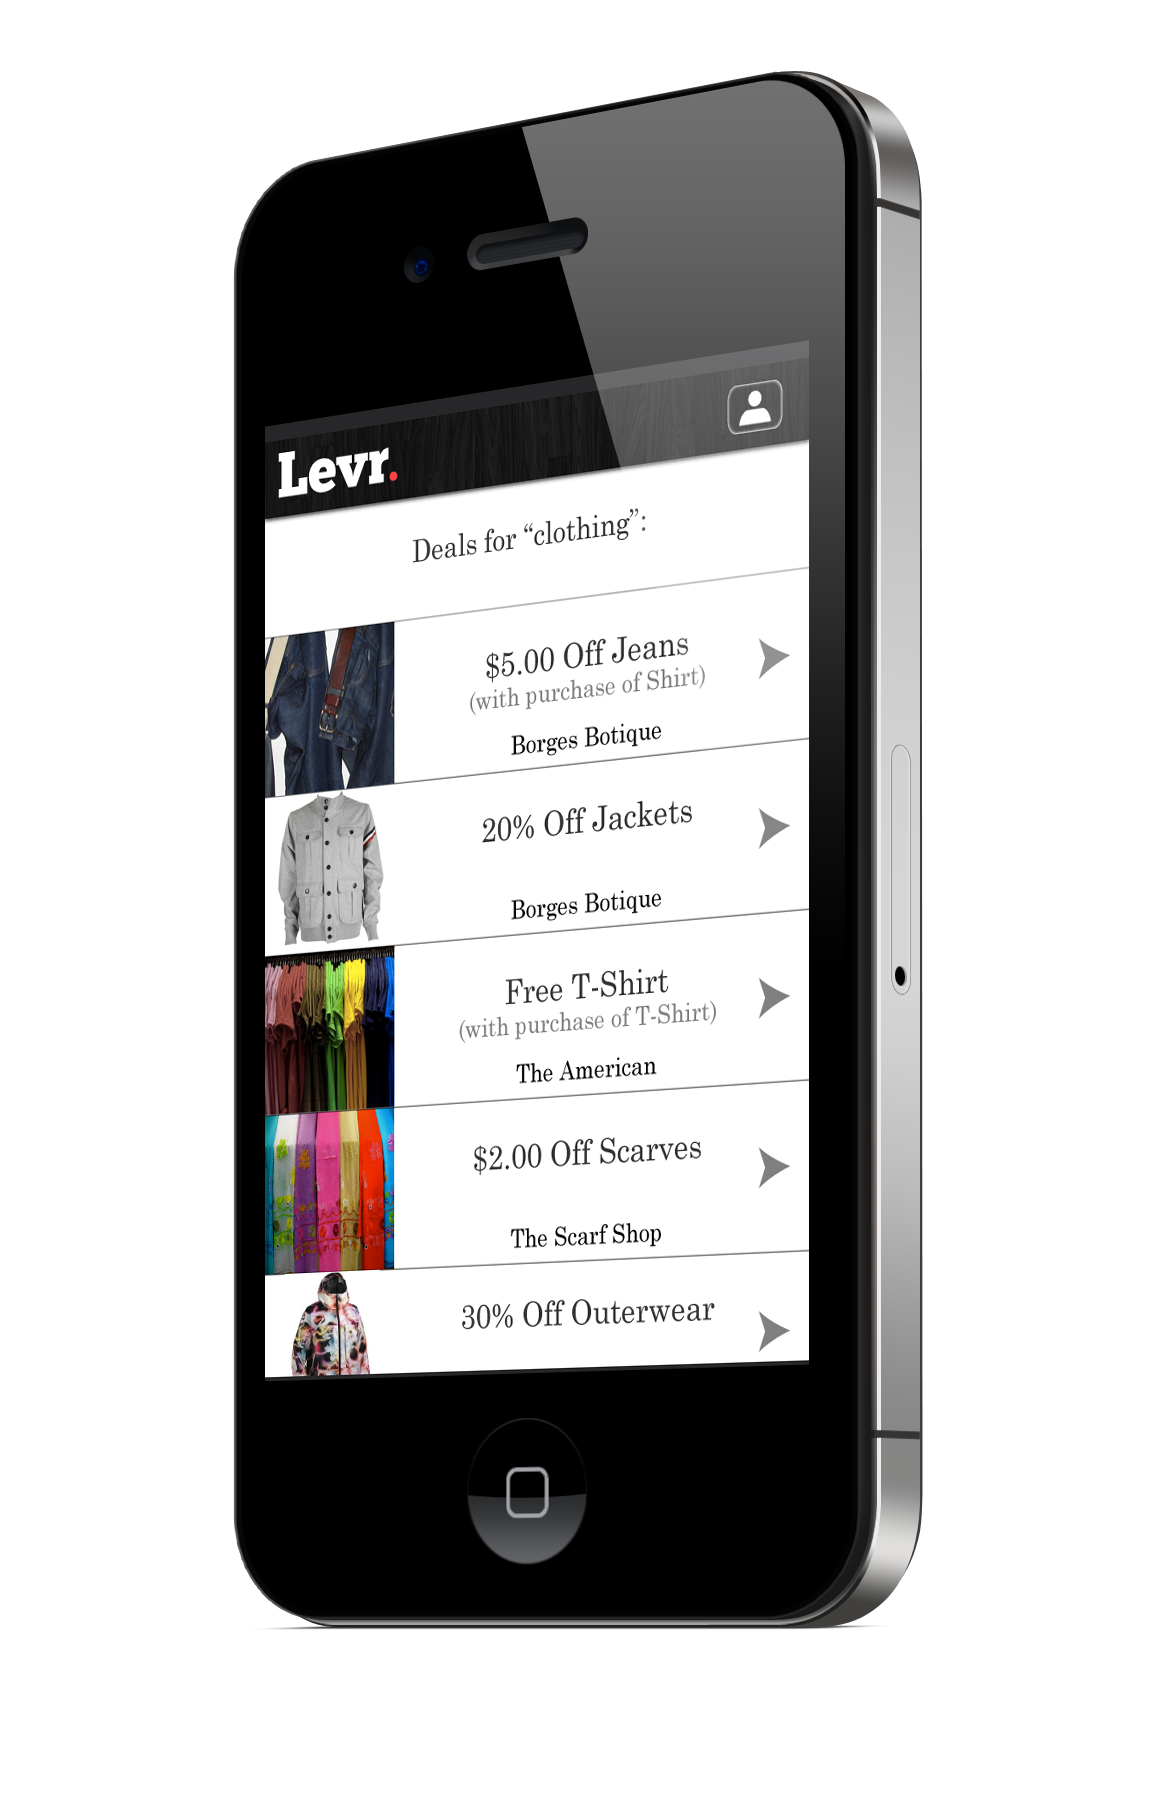 Levr.
Deals for “clothing”:
$5.00 Off Jeans
(with purchase of Shirt)
Borges Botique
20% Off Jackets
Borges Botique
Free T-Shirt
(with purchase of T-Shirt)
The American
$2.00 Off Scarves
The Scarf Shop
30% Off Outerwear